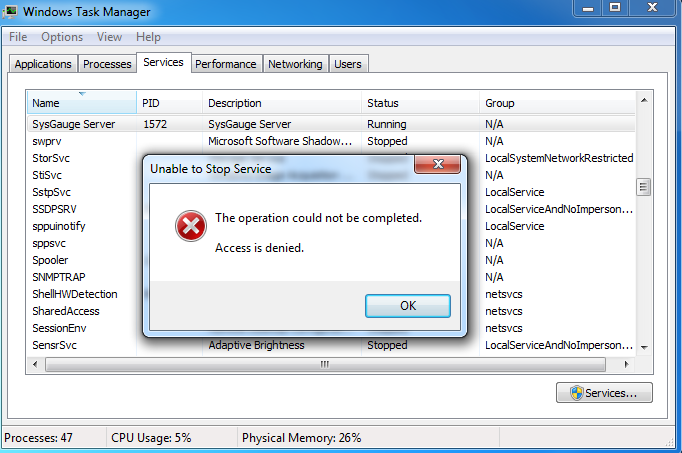 Windows Task Manager
File Options View Help
Applications Processes Services Performance Networking Users
Name PID Description Status Group
SysGauge Server 1572 SysGauge Server Running N/A
swprv Microsoft Software Shadow... Stopped N/A
StorSvc LocalSystemNetworkRestricted
StiSvc N/A
SstpSvc LocalService
SSDPSRV LocalServiceAndNoImperson...
sppuinotify LocalService
sppsvc N/A
Spooler N/A
SNMPTRAP N/A
ShellHWDetection netsvcs
SharedAccess netsvcs
SessionEnv netsvcs
SensrSvc Adaptive Brightness Stopped LocalServiceAndNoImperson...
Unable to Stop Service
The operation could not be completed.
Access is denied.
OK
Services...
Processes: 47 CPU Usage: 5% Physical Memory: 26%